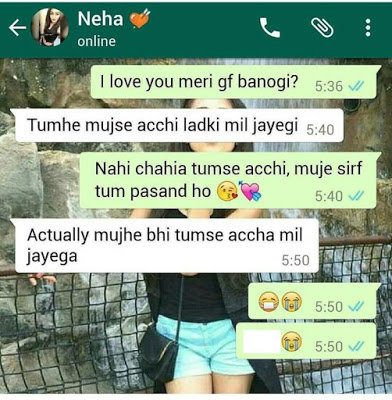 Neha 💘
online
I love you meri gf banogi?
5:36
Tumhe mujse acchi ladki mil jayegi
5:40
Nahi chahia tumse acchi, muje sirf
tum pasand ho 😘💘
5:40
Actually mujhe bhi tumse accha mil
jayega
5:50
😷😭
5:50
😭
5:50